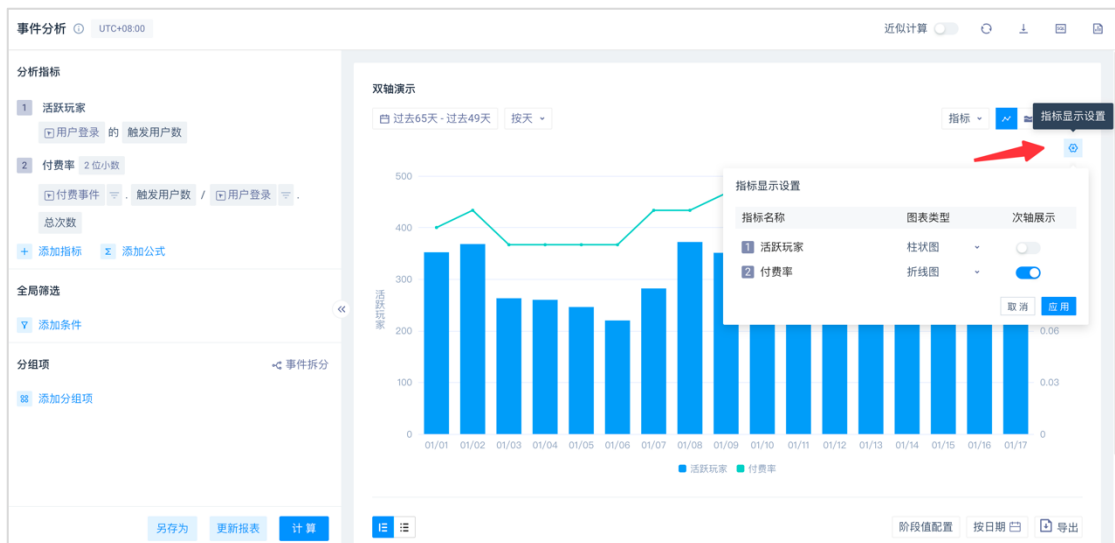 事件分析 UTC+08:00 近似计算
分析指标
1 活跃玩家
用户登录 的 触发用户数
2 付费率 2 位小数
付费事件 . 触发用户数 / 用户登录 .
总次数
+ 添加指标 Σ 添加公式
全局筛选
添加条件
分组项 事件拆分
添加分组项
另存为 更新报表 计 算
双轴演示
过去65天 - 过去49天 按天 指标
指标显示设置
500
400
300
200
100
0
活跃玩家
指标显示设置
指标名称 图表类型 次轴展示
1 活跃玩家 柱状图
2 付费率 折线图
取 消 应 用
0.06
0.03
0
01/01 01/02 01/03 01/04 01/05 01/06 01/07 01/08 01/09 01/10 01/11 01/12 01/13 01/14 01/15 01/16 01/17
活跃玩家 付费率
阶段值配置 按日期 导出